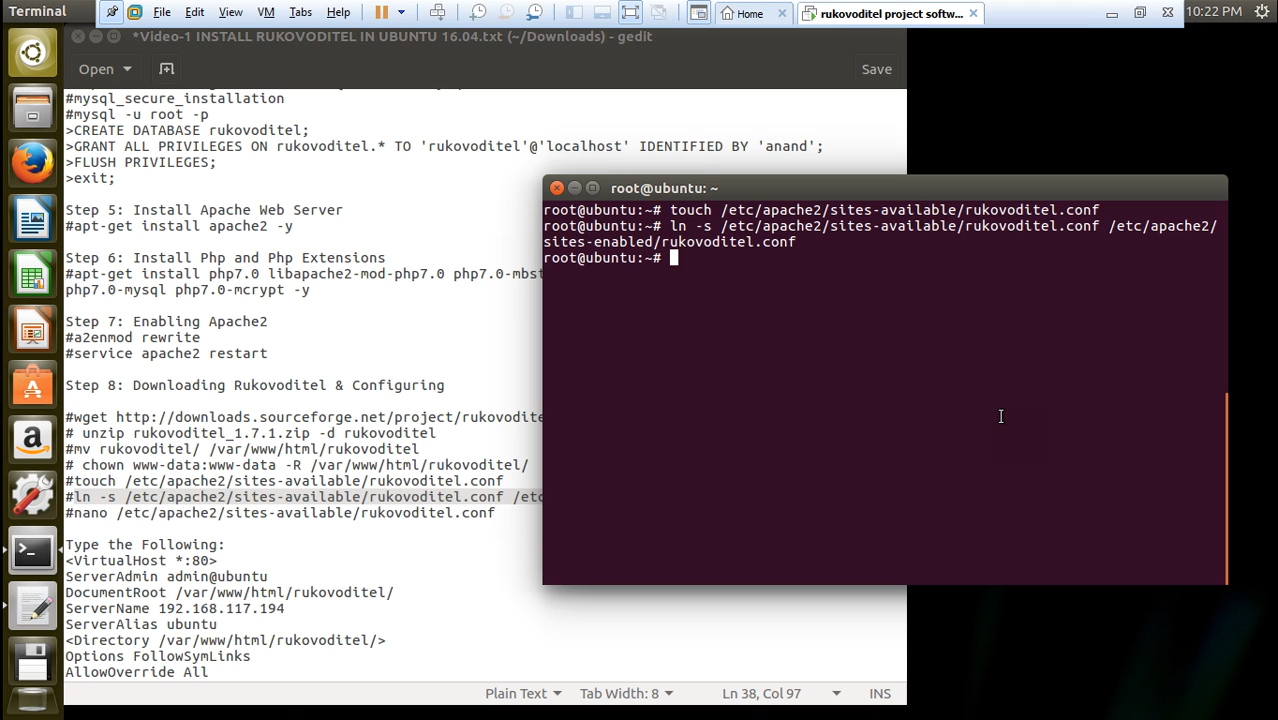 Terminal
File Edit View VM Tabs Help
Home
rukovoditel project softw...
10:22 PM
*Video-1 INSTALL RUKOVODITEL IN UBUNTU 16.04.txt (~/Downloads) - gedit
Open
Save
#mysql_secure_installation
#mysql -u root -p
>CREATE DATABASE rukovoditel;
>GRANT ALL PRIVILEGES ON rukovoditel.* TO 'rukovoditel'@'localhost' IDENTIFIED BY 'anand';
>FLUSH PRIVILEGES;
>exit;
Step 5: Install Apache Web Server
#apt-get install apache2 -y
Step 6: Install Php and Php Extensions
#apt-get install php7.0 libapache2-mod-php7.0 php7.0-mbst
php7.0-mysql php7.0-mcrypt -y
Step 7: Enabling Apache2
#a2enmod rewrite
#service apache2 restart
Step 8: Downloading Rukovoditel & Configuring
#wget http://downloads.sourceforge.net/project/rukovodite
# unzip rukovoditel_1.7.1.zip -d rukovoditel
#mv rukovoditel/ /var/www/html/rukovoditel
# chown www-data:www-data -R /var/www/html/rukovoditel/
#touch /etc/apache2/sites-available/rukovoditel.conf
#ln -s /etc/apache2/sites-available/rukovoditel.conf /etc
#nano /etc/apache2/sites-available/rukovoditel.conf
Type the Following:
<VirtualHost *:80>
ServerAdmin admin@ubuntu
DocumentRoot /var/www/html/rukovoditel/
ServerName 192.168.117.194
ServerAlias ubuntu
<Directory /var/www/html/rukovoditel/>
Options FollowSymLinks
AllowOverride All
Plain Text Tab Width: 8 Ln 38, Col 97 INS
root@ubuntu: ~
root@ubuntu:~# touch /etc/apache2/sites-available/rukovoditel.conf
root@ubuntu:~# ln -s /etc/apache2/sites-available/rukovoditel.conf /etc/apache2/
sites-enabled/rukovoditel.conf
root@ubuntu:~#